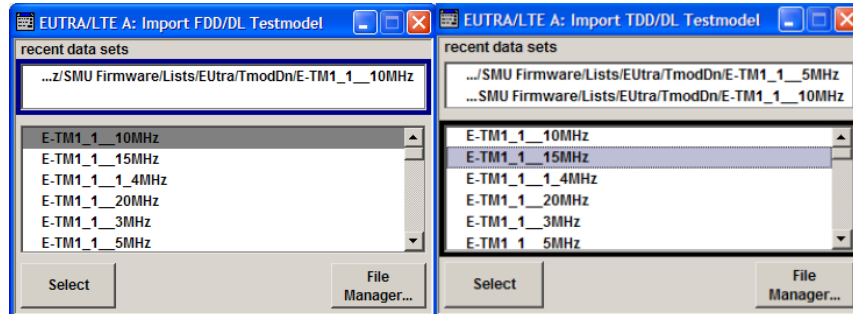 EUTRA/LTE A: Import FDD/DL Testmodel
recent data sets
...z/SMU Firmware/Lists/EUtra/TmodDn/E-TM1_1__10MHz
E-TM1_1__10MHz
E-TM1_1__15MHz
E-TM1_1__1_4MHz
E-TM1_1__20MHz
E-TM1_1__3MHz
E-TM1_1__5MHz
Select
File
Manager...
EUTRA/LTE A: Import TDD/DL Testmodel
recent data sets
.../SMU Firmware/Lists/EUtra/TmodDn/E-TM1_1__5MHz
...SMU Firmware/Lists/EUtra/TmodDn/E-TM1_1__10MHz
E-TM1_1__10MHz
E-TM1_1__15MHz
E-TM1_1__1_4MHz
E-TM1_1__20MHz
E-TM1_1__3MHz
E-TM1_1__5MHz
Select
File
Manager...